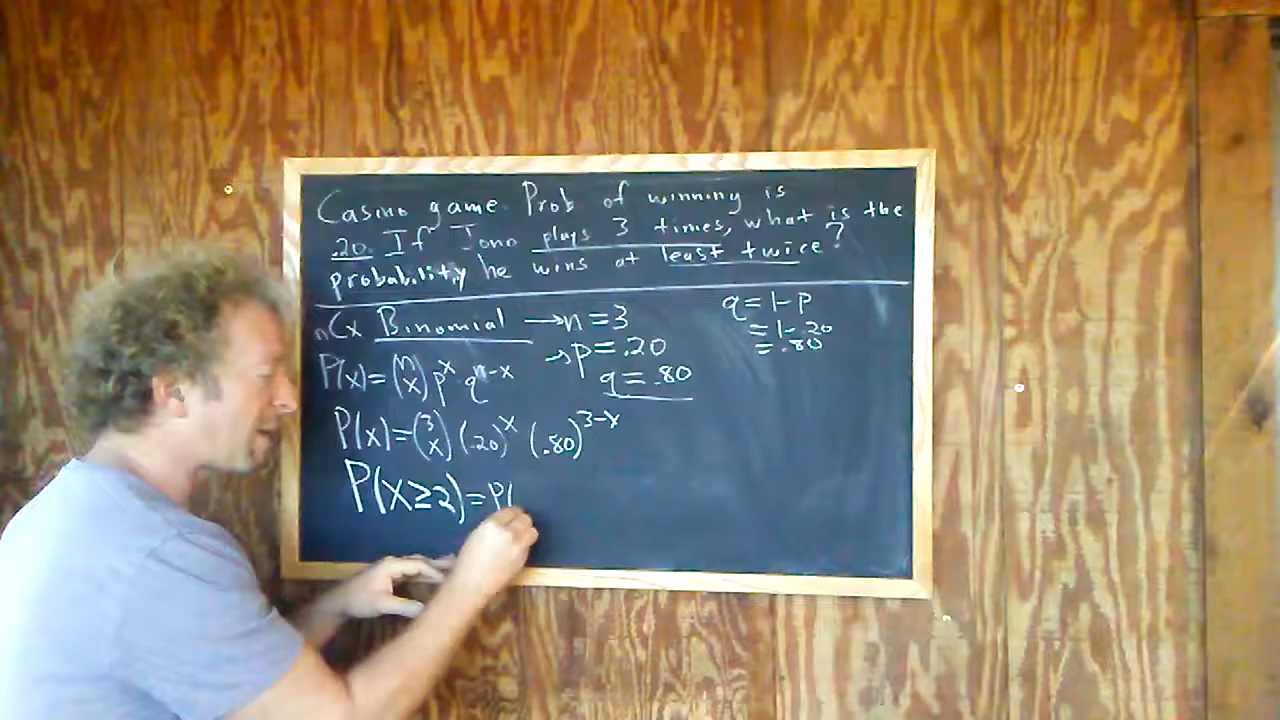 Casino game. Prob of winning is
.20. If Jono plays 3 times, what is the
probability he wins at least twice?
nCx Binomial → n = 3
→ p = .20
q = .80
q = 1-p
= 1-.20
= .80
P(x) = (n x) p^x · q^n-x
P(x) = (3 x) (.20)^x (.80)^3-x
P(X≥2) = P(